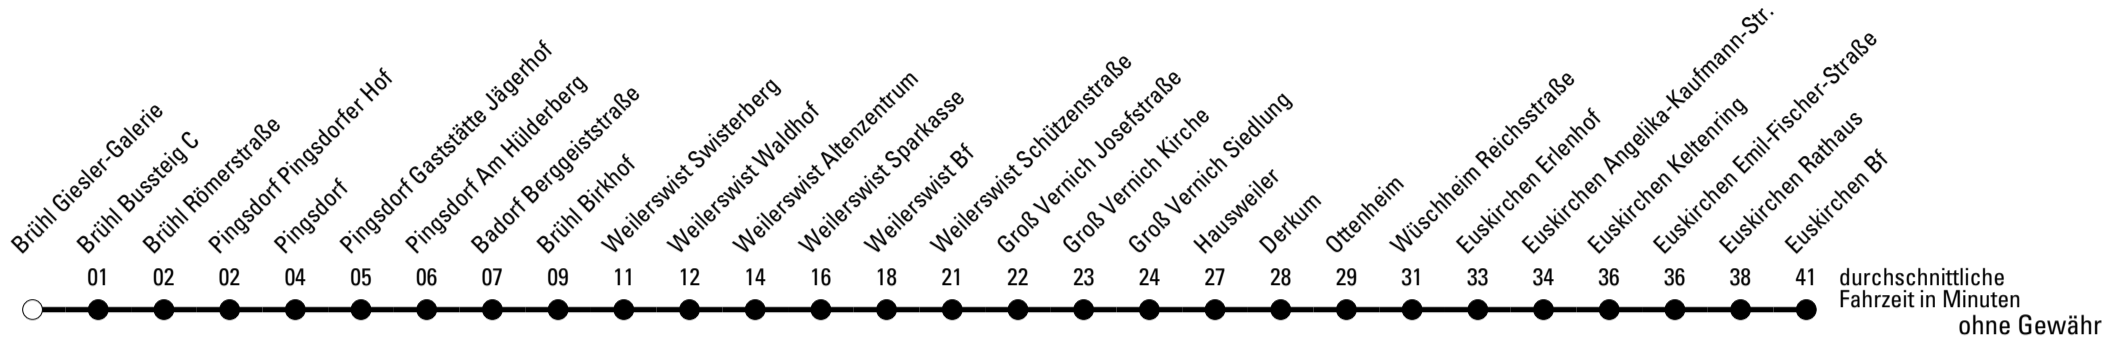 Brühl Giesler-Galerie
Brühl Bussteig C
Brühl Römerstraße
Pingsdorf Pingsdorfer Hof
Pingsdorf
Pingsdorf Gaststätte Jägerhof
Pingsdorf Am Hülderberg
Badorf Berggeiststraße
Brühl Birkhof
Weilerswist Swisterberg
Weilerswist Waldhof
Weilerswist Altenzentrum
Weilerswist Sparkasse
Weilerswist Bf
Weilerswist Schützenstraße
Groß Vernich Josefstraße
Groß Vernich Kirche
Groß Vernich Siedlung
Hausweiler
Derkum
Ottenheim
Wüschheim Reichsstraße
Euskirchen Erlenhof
Euskirchen Angelika-Kaufmann-Str.
Euskirchen Keltenring
Euskirchen Emil-Fischer-Straße
Euskirchen Rathaus
Euskirchen Bf
01 02 02 04 05 06 07 09 11 12 14 16 18 21 22 23 24 27 28 29 31 33 34 36 36 38 41 durchschnittliche
Fahrzeit in Minuten
ohne Gewähr